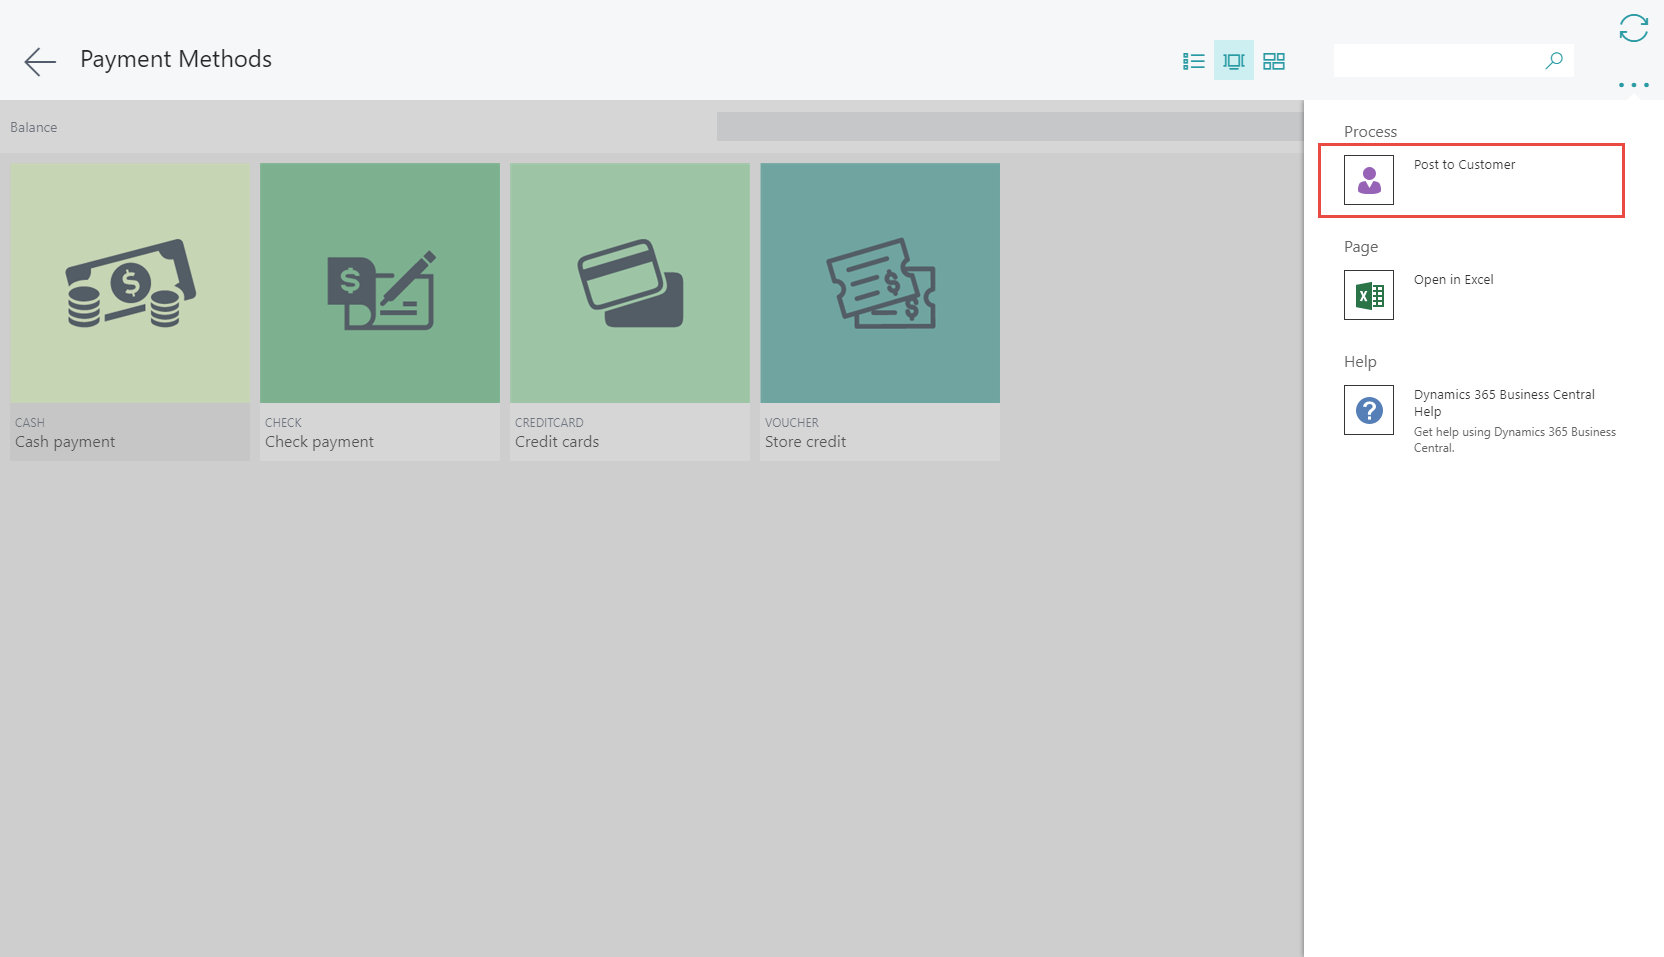 Payment Methods
Balance
CASH
Cash payment
CHECK
Check payment
CREDITCARD
Credit cards
VOUCHER
Store credit
Process
Post to Customer
Page
Open in Excel
Help
Dynamics 365 Business Central
Help
Get help using Dynamics 365 Business
Central.